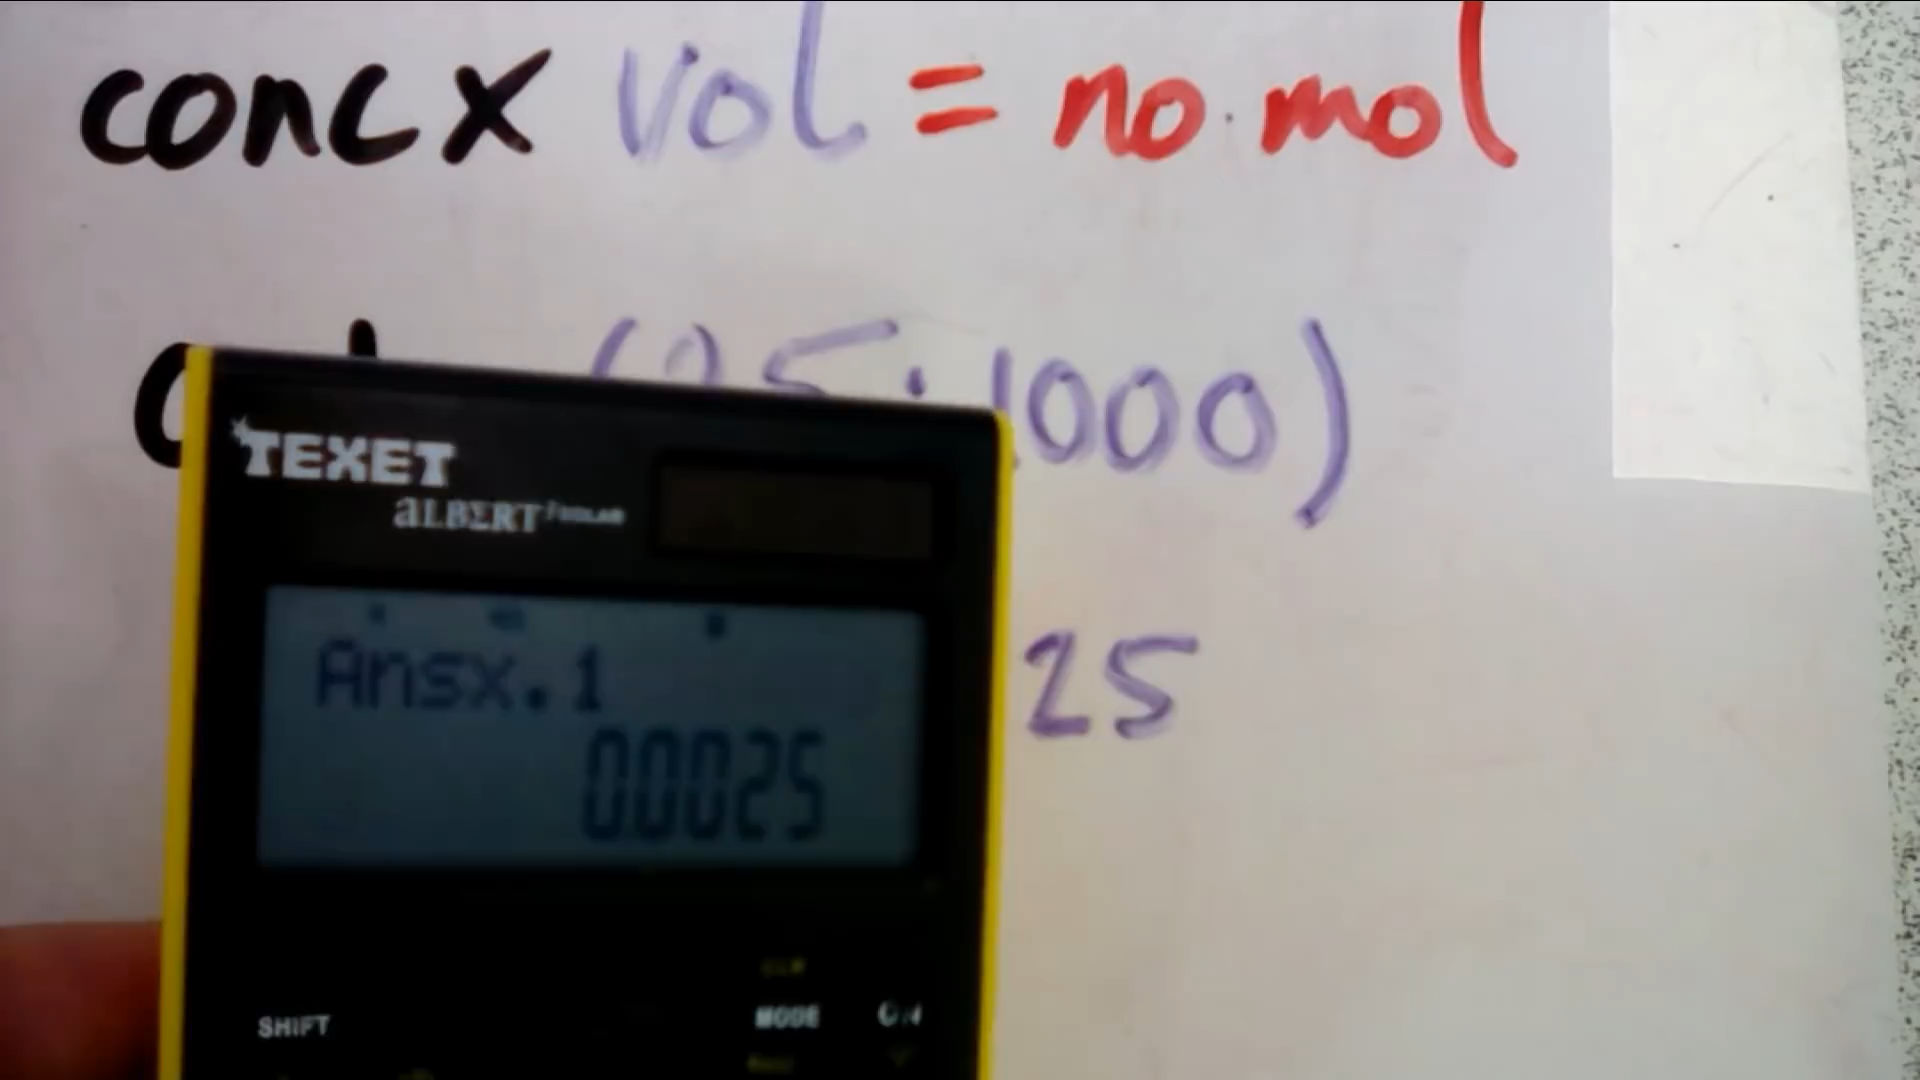 conc x vol = no. mol
(25÷1000)
TEXET
ALBERT
Ansx.1
0.0025
25
MODE ON
SHIFT